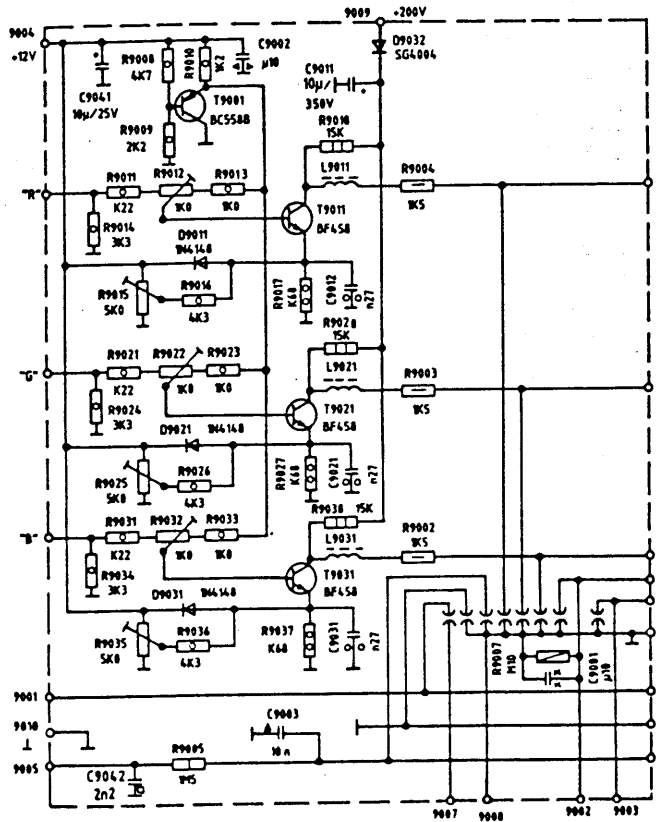 9004
+12V
9009
+200V
D9032
SG4004
R9008
4K7
R9010
1K2
C9002
µ10
C9041
10µ/25V
T9001
BC558B
C9011
10µ/
350V
R9009
2K2
R9018
15K
L9011
R9004
1K5
"R"
R9011
K22
R9012
1K0
R9013
1K0
R9014
3K3
D9011
1N4148
T9011
BF458
R9015
5K0
R9016
4K3
R9017
K68
C9012
n27
15K
L9021
R9003
1K5
"G"
R9021
K22
R9022
1K0
R9023
1K0
R9024
3K3
D9021
1N4148
T9021
BF458
R9025
5K0
R9026
4K3
R9027
K68
C9021
n27
R9038
15K
L9031
R9002
1K5
"B"
R9031
K22
R9032
1K0
R9033
1K0
R9034
3K3
D9031
1N4148
T9031
BF458
R9035
5K0
R9036
4K3
R9037
K68
C9031
n27
R9007
M10
C9001
µ10
9001
9010
9005
C9003
10n
R9005
1M5
C9042
2n2
9007
9008
9002
9003